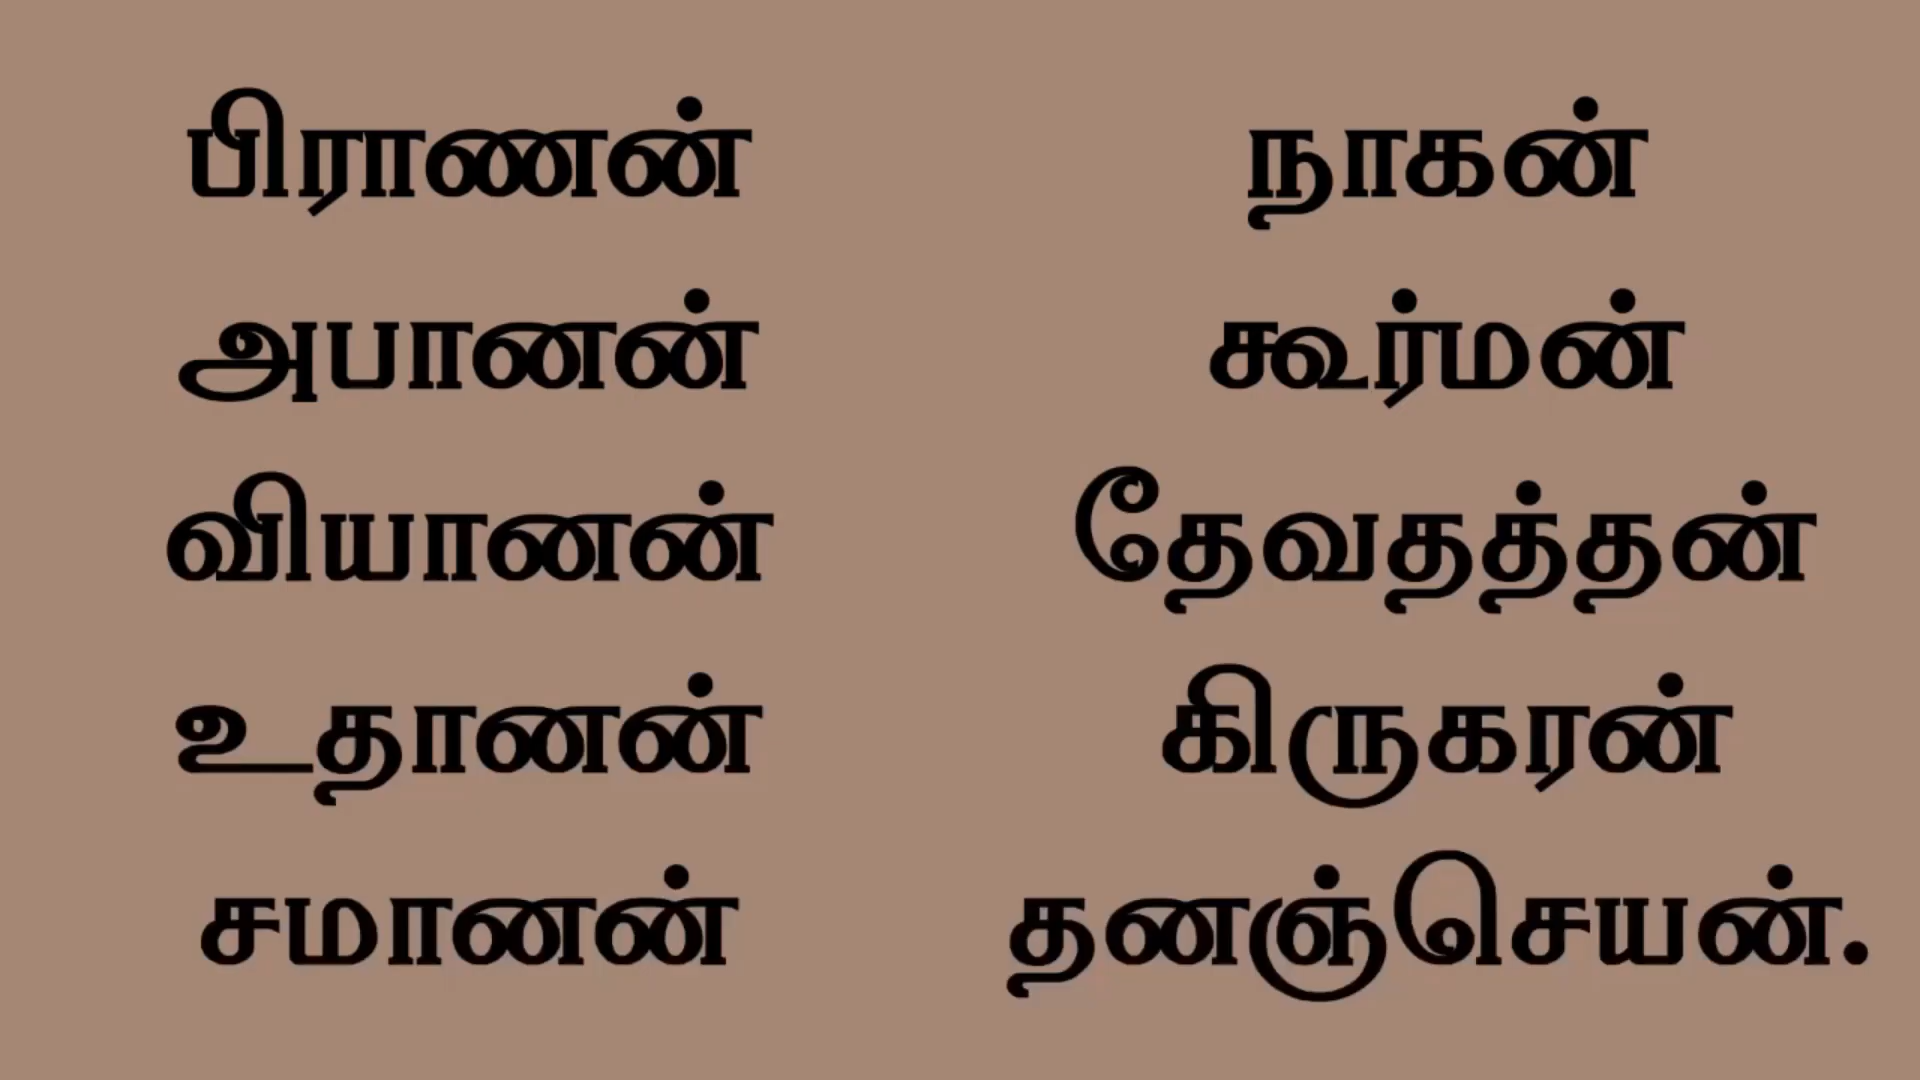 பிராணன்
அபானன்
வியானன்
உதானன்
சமானன்
நாகன்
கூர்மன்
தேவதத்தன்
கிருகரன்
தனஞ்செயன்.